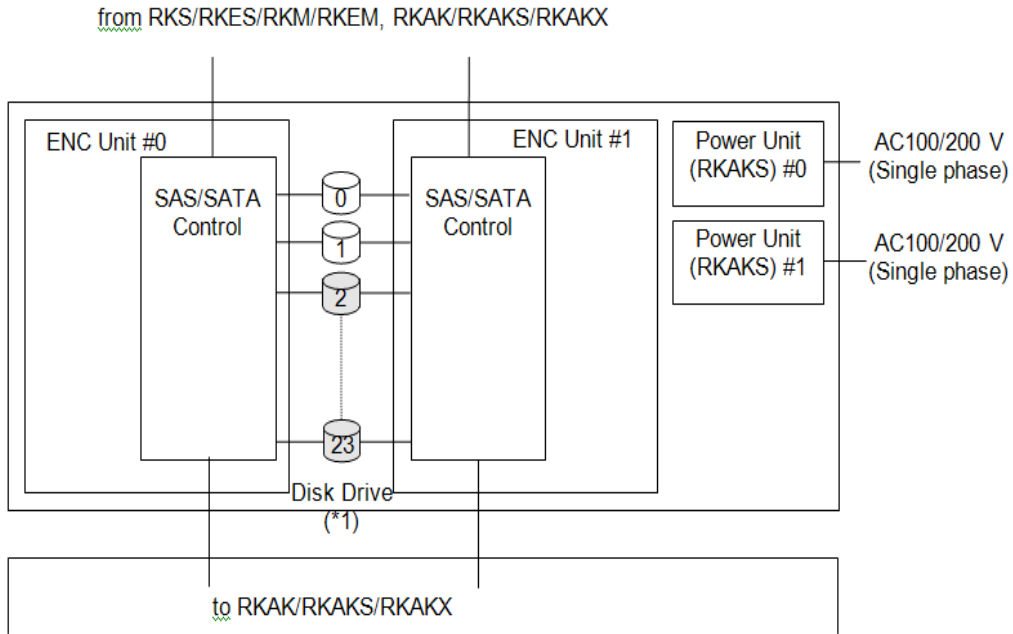 from RKS/RKES/RKM/RKEM, RKAK/RKAKS/RKAKX
ENC Unit #0
SAS/SATA
Control
0
1
2
23
Disk Drive
(*1)
ENC Unit #1
SAS/SATA
Control
Power Unit
(RKAKS) #0
AC100/200 V
(Single phase)
Power Unit
(RKAKS) #1
AC100/200 V
(Single phase)
to RKAK/RKAKS/RKAKX